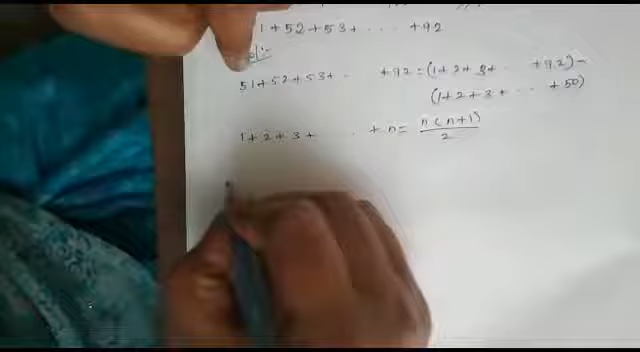 1+52+53+ ... +92
51+52+53+ ... +92=(1+2+3+ ... +92)-
(1+2+3+ ... +50)
1+2+3+ ... +n= n(n+1)/2